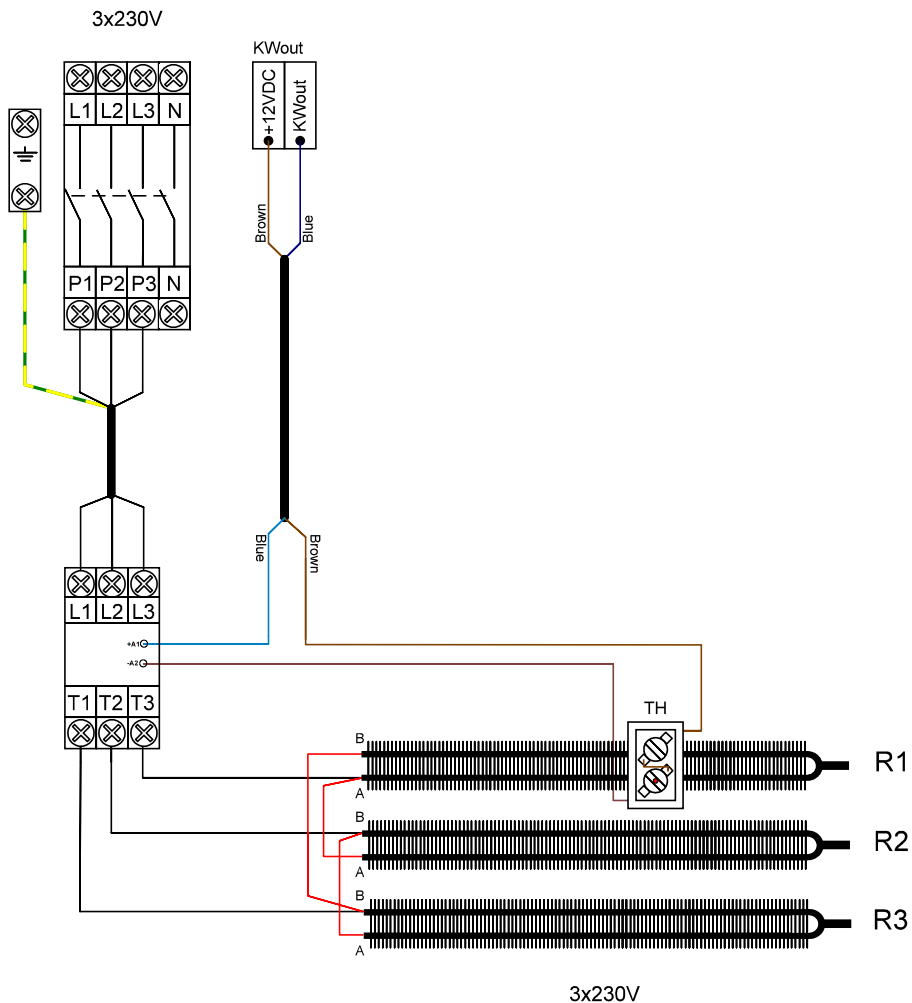 3x230V
KWout
+12VDC KWout
L1 L2 L3 N
Brown Blue
P1 P2 P3 N
Blue Brown
L1 L2 L3
+A1
-A2
T1 T2 T3
TH
B
R1
A
B
R2
A
B
R3
A
3x230V